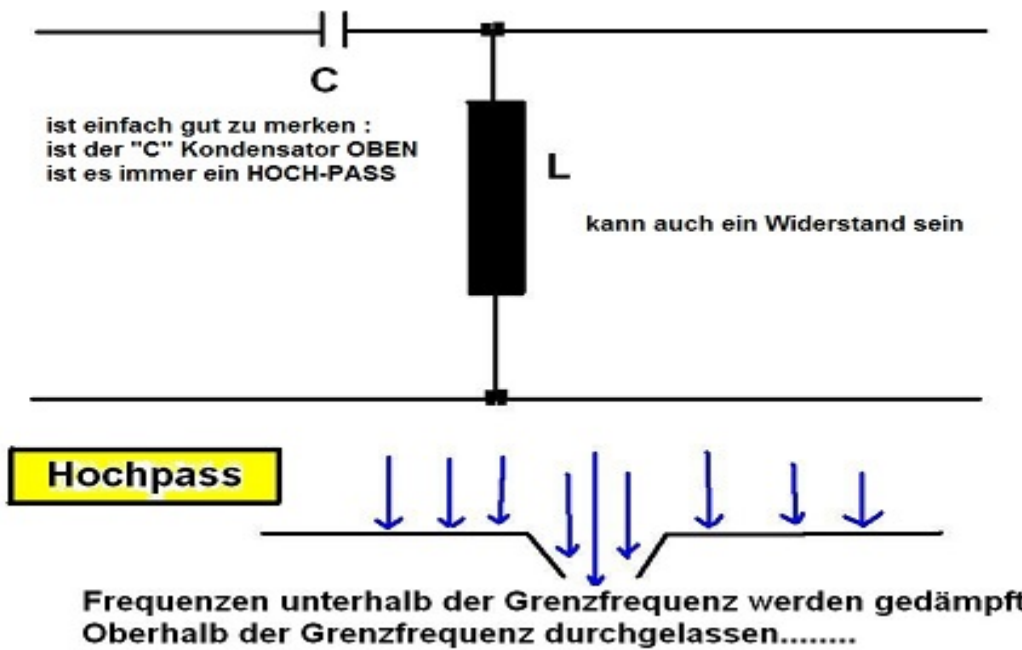 C
ist einfach gut zu merken :
ist der "C" Kondensator OBEN
ist es immer ein HOCH-PASS
L
kann auch ein Widerstand sein
Hochpass
Frequenzen unterhalb der Grenzfrequenz werden gedämpft
Oberhalb der Grenzfrequenz durchgelassen........